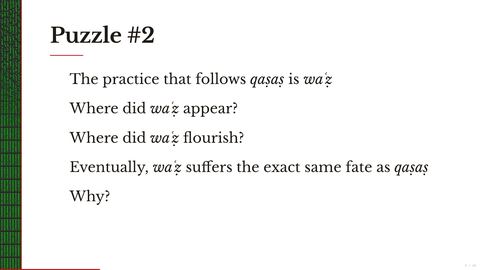 Puzzle #2
The practice that follows qaṣaṣ is waʿẓ
Where did waʿẓ appear?
Where did waʿẓ flourish?
Eventually, waʿẓ suffers the exact same fate as qaṣaṣ
Why?